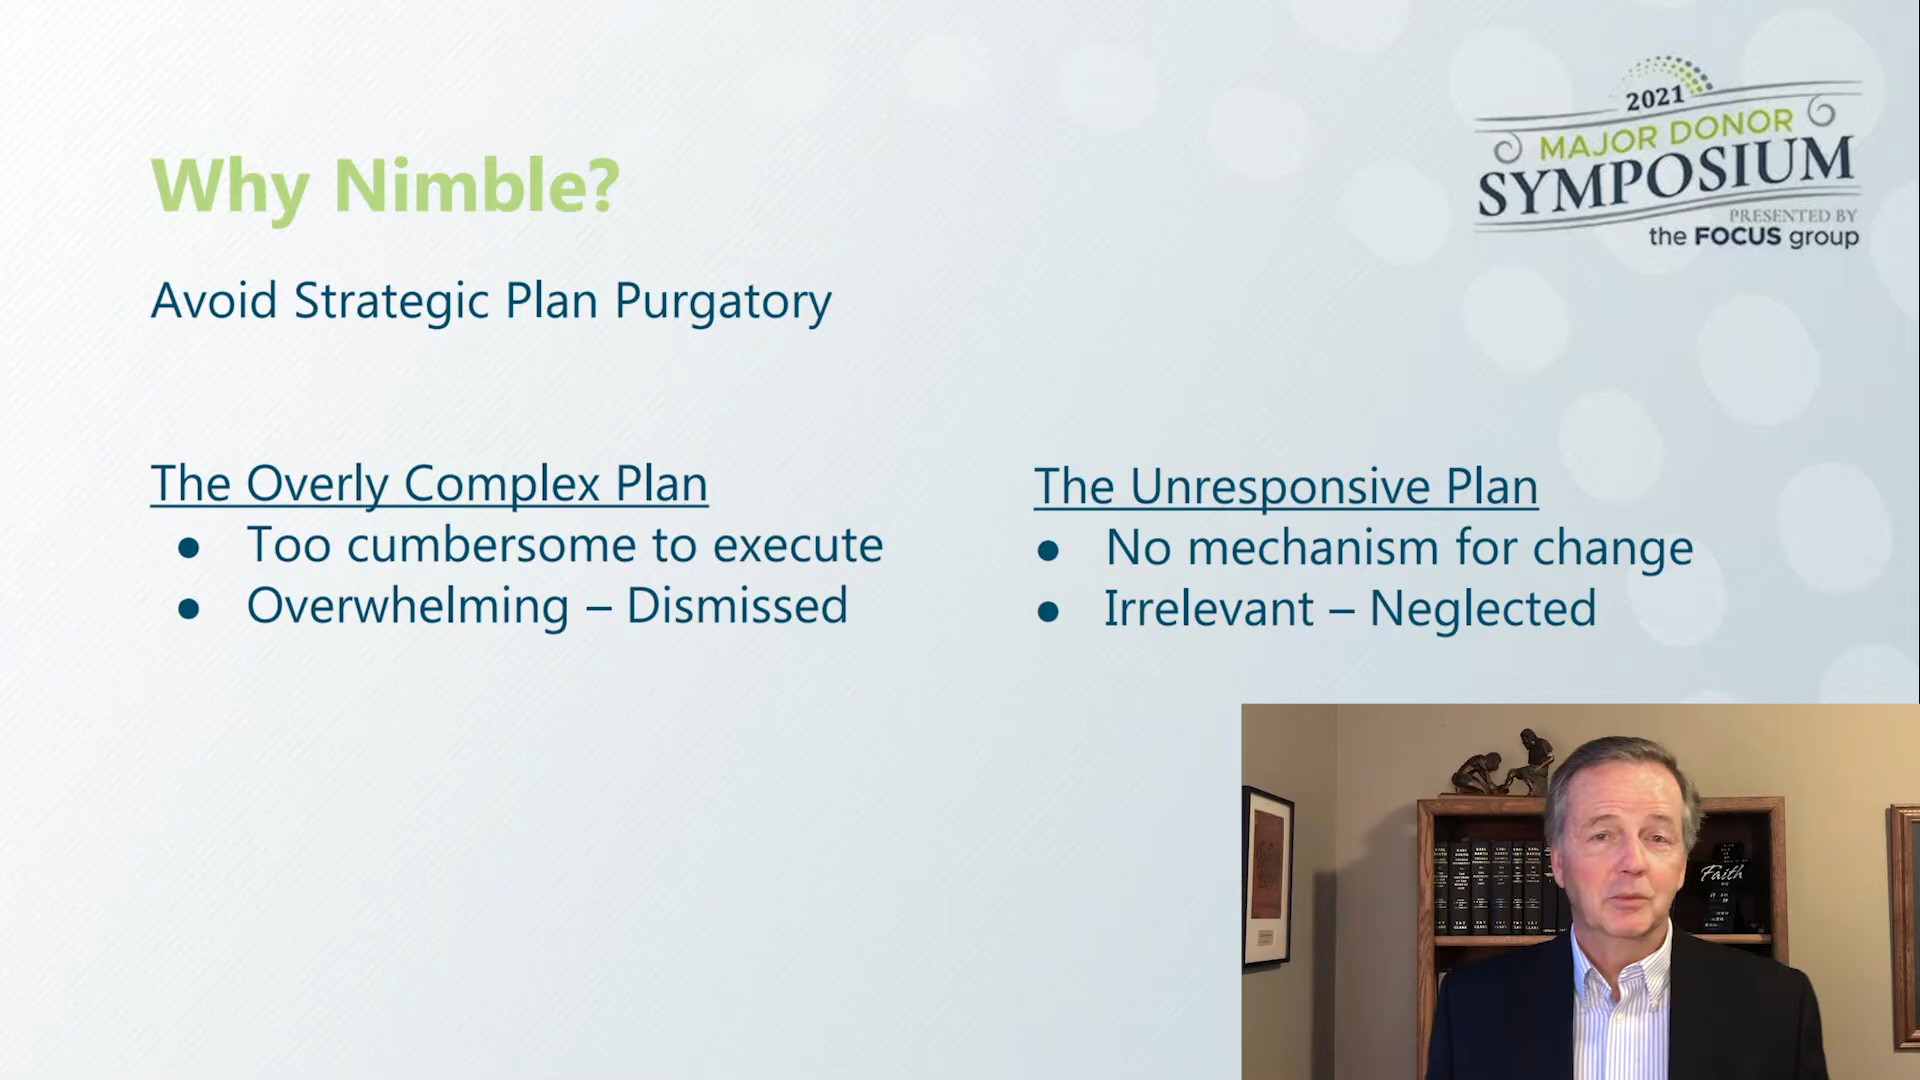 2021
MAJOR DONOR
SYMPOSIUM
PRESENTED BY
the FOCUS group
Why Nimble?
Avoid Strategic Plan Purgatory
The Overly Complex Plan
● Too cumbersome to execute
● Overwhelming – Dismissed
The Unresponsive Plan
● No mechanism for change
● Irrelevant – Neglected
Faith